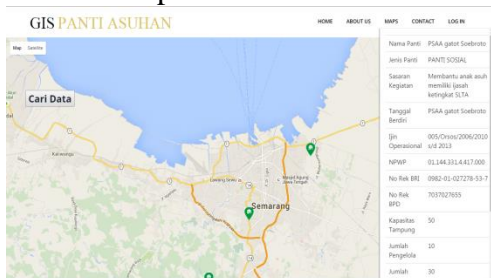 GIS PANTI ASUHAN
HOME ABOUT US MAPS CONTACT LOG IN
Map Satellite
Cari Data
Kaliwungu
Semarang
Nama Panti PSAA gatot Soebroto
Jenis Panti PANTI SOSIAL
Sasaran Kegiatan Membantu anak asuh
memiliki ijasah
ketingkat SLTA
Tanggal Berdiri PSAA gatot Soebroto
Ijin Operasional 005/Orsos/2006/2010
s/d 2013
NPWP 01.144.331.4.417.000
No Rek BRI 0982-01-027278-53-7
No Rek BPD 7037027655
Kapasitas Tampung 50
Jumlah Pengelola 10
Jumlah 30